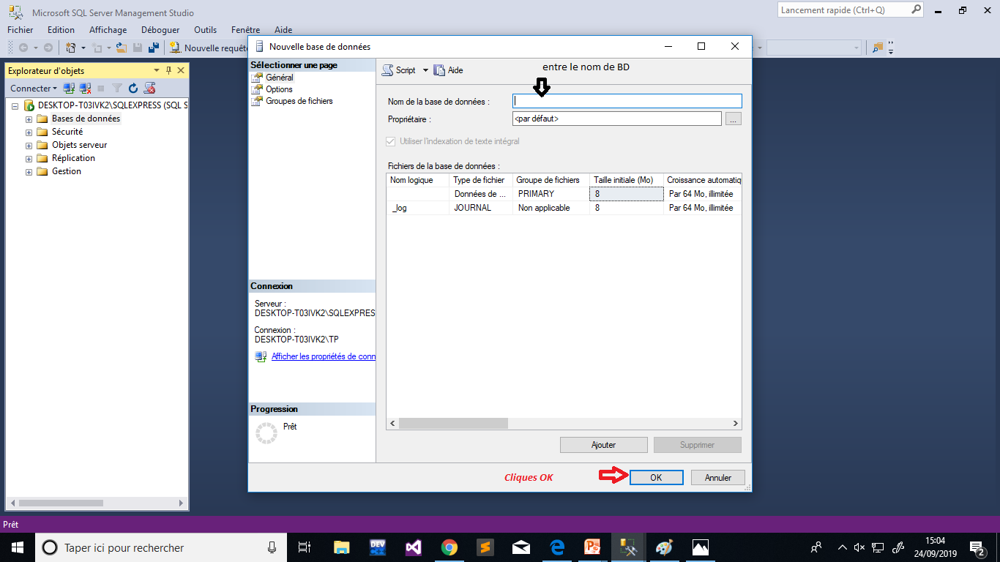 Microsoft SQL Server Management Studio
Lancement rapide (Ctrl+Q)
Fichier Edition Affichage Déboguer Outils Fenêtre Aide
Nouvelle requête
Explorateur d'objets
Connecter
DESKTOP-T03IVK2\SQLEXPRESS (SQL S
Bases de données
Sécurité
Objets serveur
Réplication
Gestion
Nouvelle base de données
Sélectionner une page
Général
Options
Groupes de fichiers
Connexion
Serveur :
DESKTOP-T03IVK2\SQLEXPRES
Connexion :
DESKTOP-T03IVK2\TP
Afficher les propriétés de conn
Progression
Prêt
Script Aide
entre le nom de BD
Nom de la base de données :
Propriétaire : <par défaut> ...
Utiliser l'indexation de texte intégral
Fichiers de la base de données :
Nom logique Type de fichier Groupe de fichiers Taille initiale (Mo) Croissance automatiq
Données de ... PRIMARY 8 Par 64 Mo, illimitée
_log JOURNAL Non applicable 8 Par 64 Mo, illimitée
Ajouter Supprimer
Cliques OK
OK Annuler
Prêt
Taper ici pour rechercher
DEV
15:04
24/09/2019
2